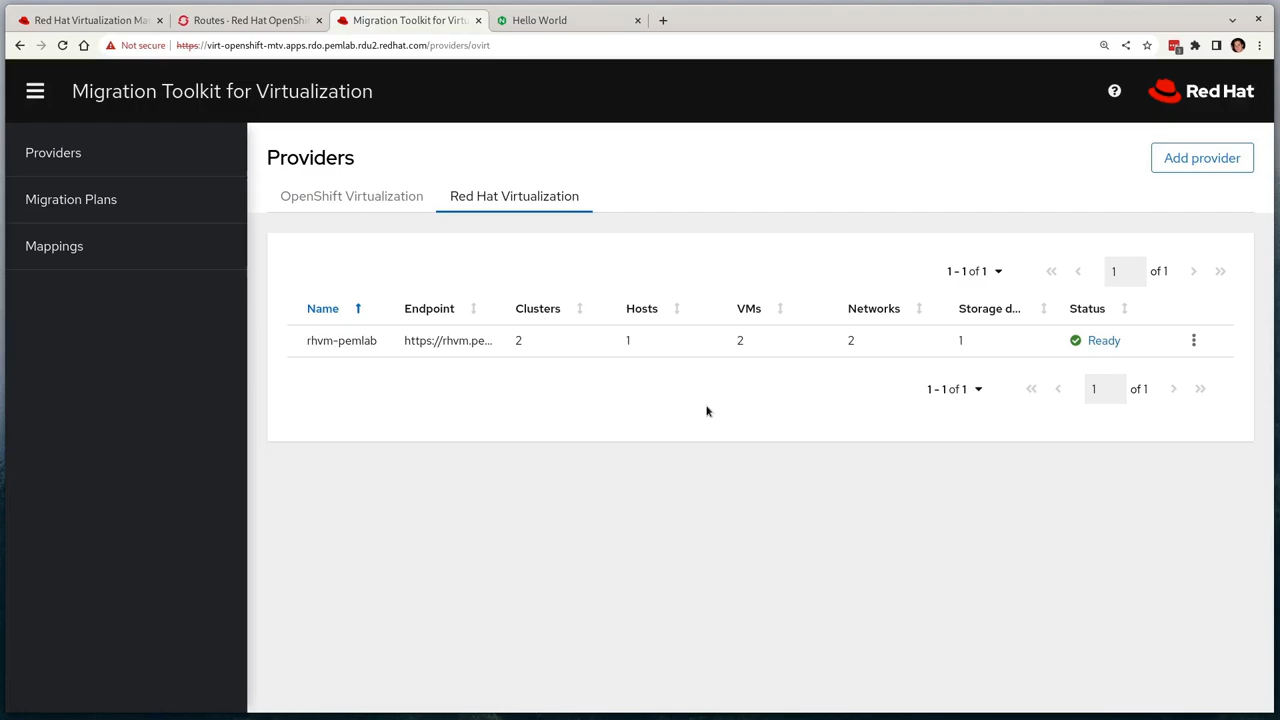 Red Hat Virtualization Ma
Routes · Red Hat OpenShif
Migration Toolkit for Virtu
Hello World
Not secure
https://virt-openshift-mtv.apps.rdo.pemlab.rdu2.redhat.com/providers/ovirt
3
Migration Toolkit for Virtualization
Red Hat
Providers
Migration Plans
Mappings
Providers
Add provider
OpenShift Virtualization
Red Hat Virtualization
1 - 1 of 1
1 of 1
Name Endpoint Clusters Hosts VMs Networks Storage d... Status
rhvm-pemlab https://rhvm.pe... 2 1 2 2 1 Ready
1 - 1 of 1
1 of 1